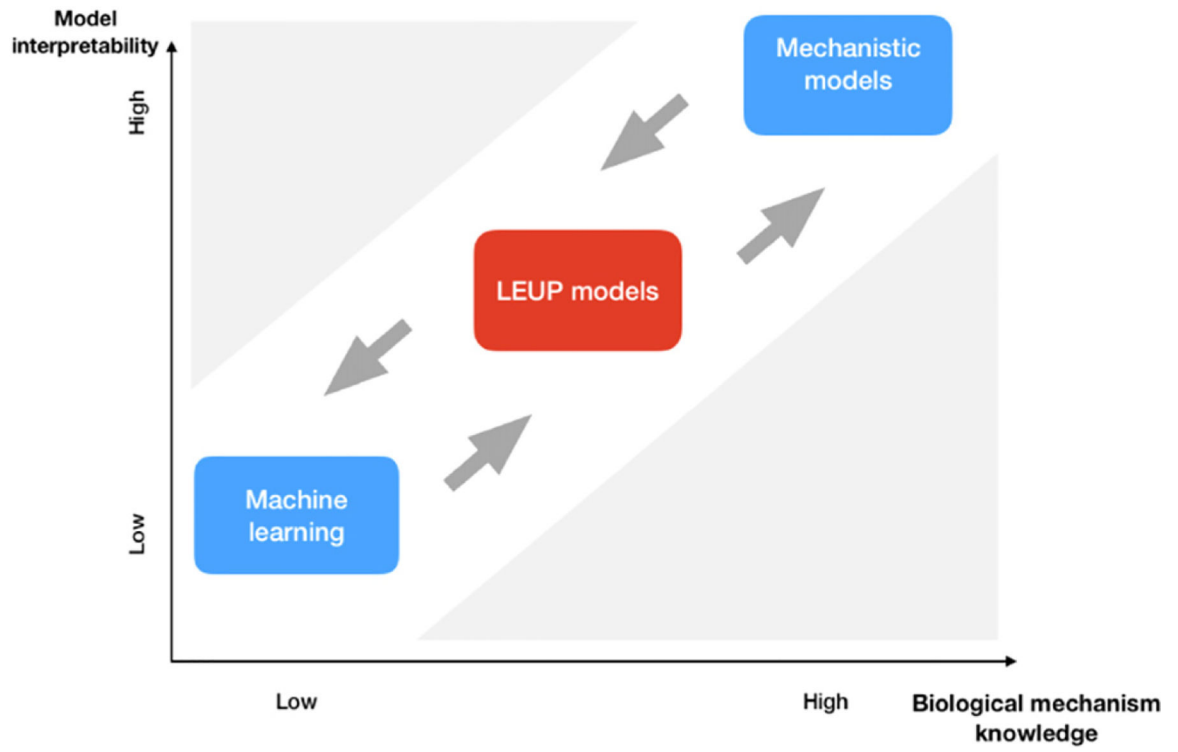 Model
interpretability
High
Mechanistic
models
LEUP models
Machine
learning
Low
Low
High
Biological mechanism
knowledge